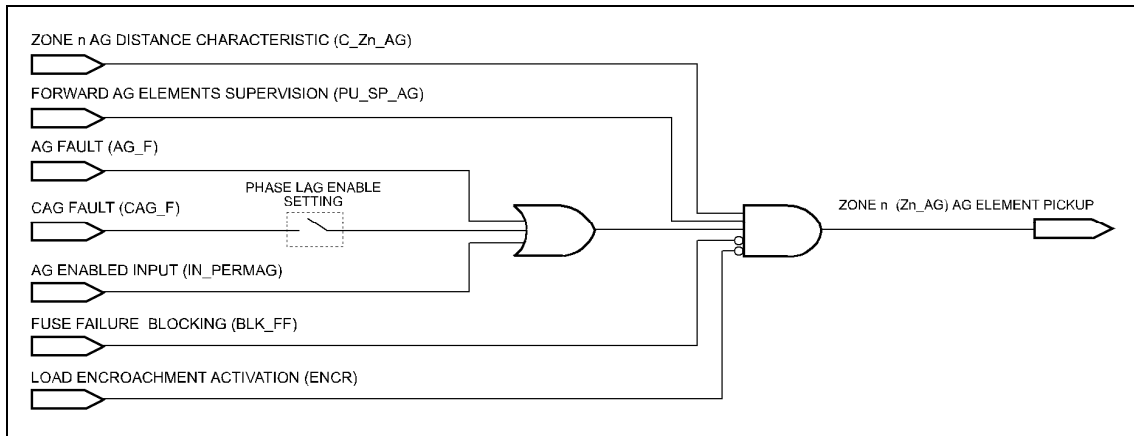 ZONE n AG DISTANCE CHARACTERISTIC (C_Zn_AG)
FORWARD AG ELEMENTS SUPERVISION (PU_SP_AG)
AG FAULT (AG_F)
PHASE LAG ENABLE
SETTING
CAG FAULT (CAG_F)
ZONE n (Zn_AG) AG ELEMENT PICKUP
AG ENABLED INPUT (IN_PERMAG)
FUSE FAILURE BLOCKING (BLK_FF)
LOAD ENCROACHMENT ACTIVATION (ENCR)